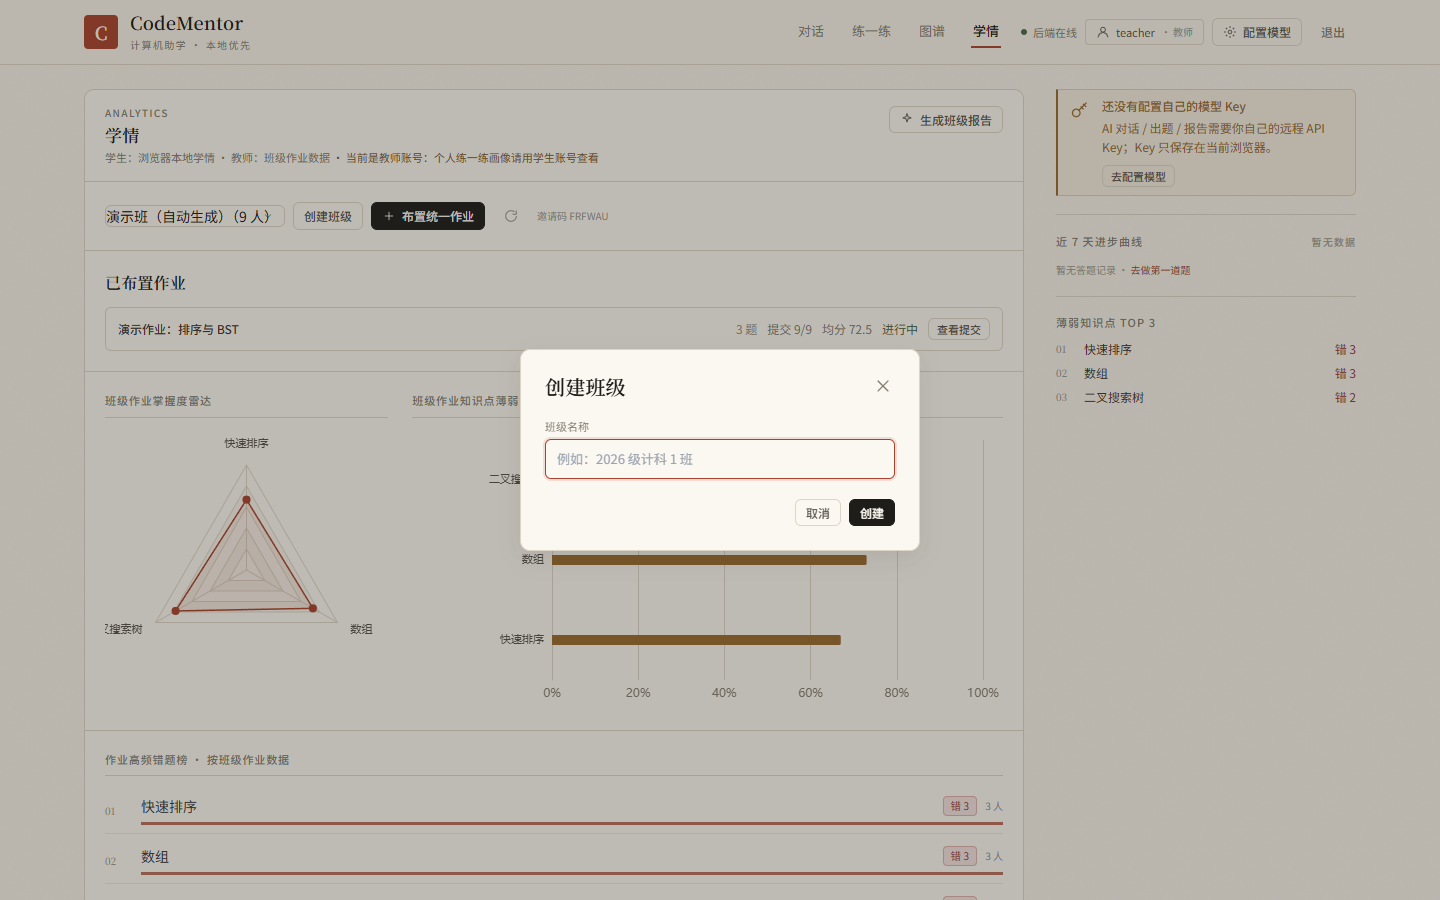 C
CodeMentor
计算机助学 · 本地优先
对话
练一练
图谱
学情
后端在线
teacher · 教师
配置模型
退出
ANALYTICS
学情
学生：浏览器本地学情 · 教师：班级作业数据 · 当前是教师账号：个人练一练画像请用学生账号查看
生成班级报告
演示班（自动生成）（9 人）
创建班级
布置统一作业
邀请码 FRFWAU
已布置作业
演示作业：排序与 BST
3 题 提交 9/9 均分 72.5 进行中 查看提交
班级作业掌握度雷达
快速排序
搜索树
数组
班级作业知识点薄弱
二叉
数组
快速排序
0% 20% 40% 60% 80% 100%
创建班级
班级名称
例如：2026 级计科 1 班
取消
创建
作业高频错题榜 · 按班级作业数据
01 快速排序 错 3 3 人
02 数组 错 3 3 人
还没有配置自己的模型 Key
AI 对话 / 出题 / 报告需要你自己的远程 API
Key；Key 只保存在当前浏览器。
去配置模型
近 7 天进步曲线 暂无数据
暂无答题记录 · 去做第一道题
薄弱知识点 TOP 3
01 快速排序 错 3
02 数组 错 3
03 二叉搜索树 错 2